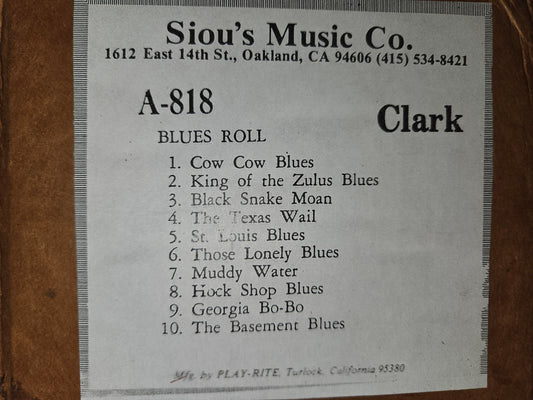 Siou's Music Co.
1612 East 14th St., Oakland, CA 94606 (415) 534-8421
A-818
Clark
BLUES ROLL
1. Cow Cow Blues
2. King of the Zulus Blues
3. Black Snake Moan
4. The Texas Wail
5. St. Louis Blues
6. Those Lonely Blues
7. Muddy Water
8. Hock Shop Blues
9. Georgia Bo-Bo
10. The Basement Blues
Mfg. by PLAY-RITE, Turlock, California 95380